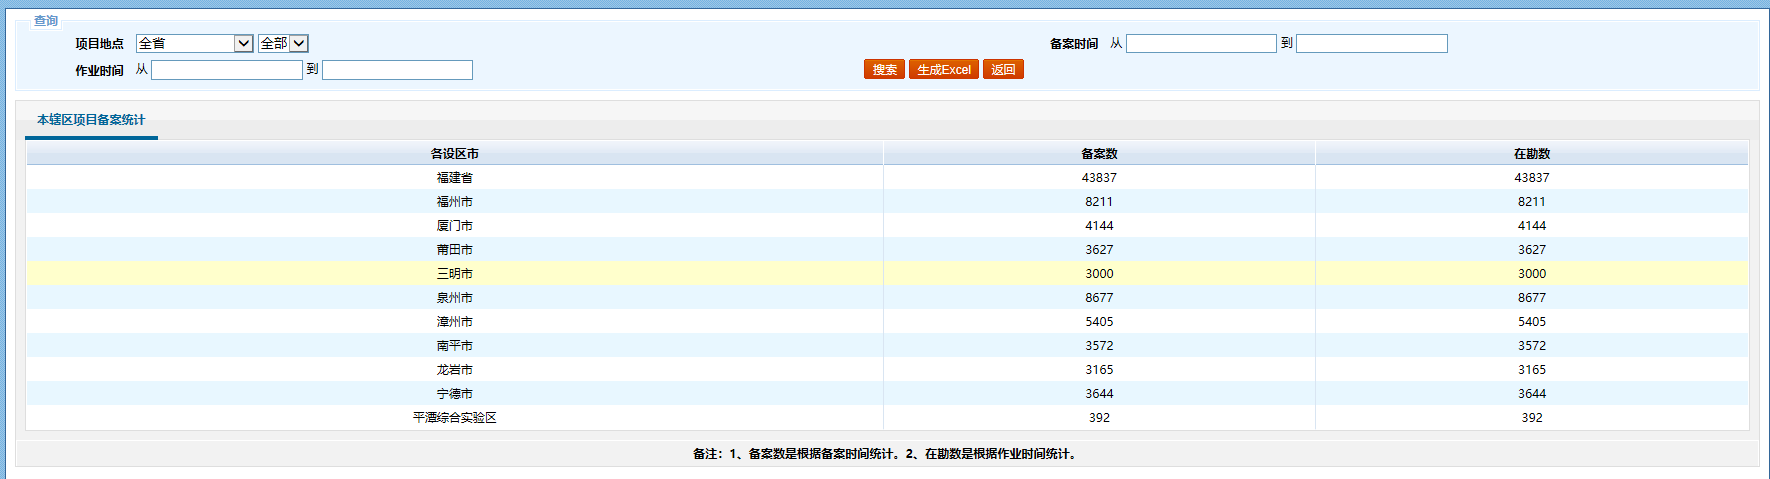 查询
项目地点 全省 全部 备案时间 从 到
作业时间 从 到 搜索 生成Excel 返回
本辖区项目备案统计
各设区市 备案数 在勘数
福建省 43837 43837
福州市 8211 8211
厦门市 4144 4144
莆田市 3627 3627
三明市 3000 3000
泉州市 8677 8677
漳州市 5405 5405
南平市 3572 3572
龙岩市 3165 3165
宁德市 3644 3644
平潭综合实验区 392 392
备注：1、备案数是根据备案时间统计。2、在勘数是根据作业时间统计。